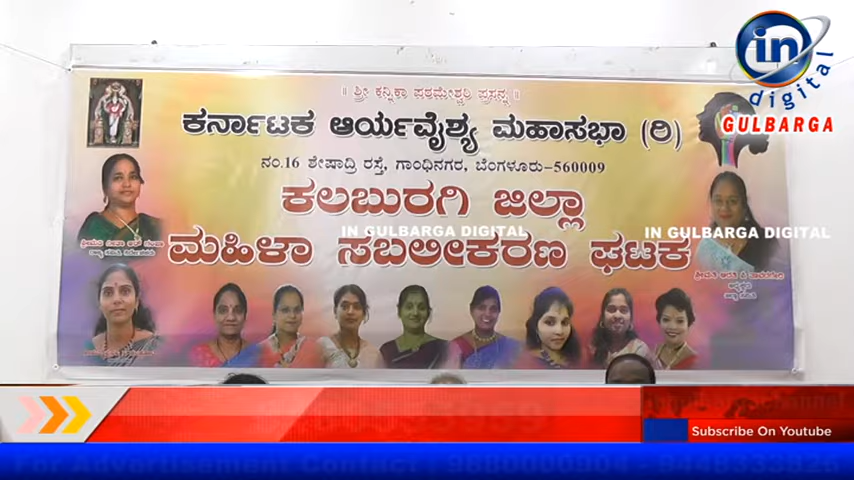 in
digital
GULBARGA
|| ಶ್ರೀ ಕನ್ನಿಕಾ ಪರಮೇಶ್ವರಿ ಪ್ರಸನ್ನ ||
ಕರ್ನಾಟಕ ಆರ್ಯವೈಶ್ಯ ಮಹಾಸಭಾ (ರಿ)
ನಂ.16 ಶೇಷಾದ್ರಿ ರಸ್ತೆ, ಗಾಂಧಿನಗರ, ಬೆಂಗಳೂರು-560009
ಕಲಬುರಗಿ ಜಿಲ್ಲಾ
IN GULBARGA DIGITAL IN GULBARGA DIGITAL
ಮಹಿಳಾ ಸಬಲೀಕರಣ ಘಟಕ
Subscribe On Youtube